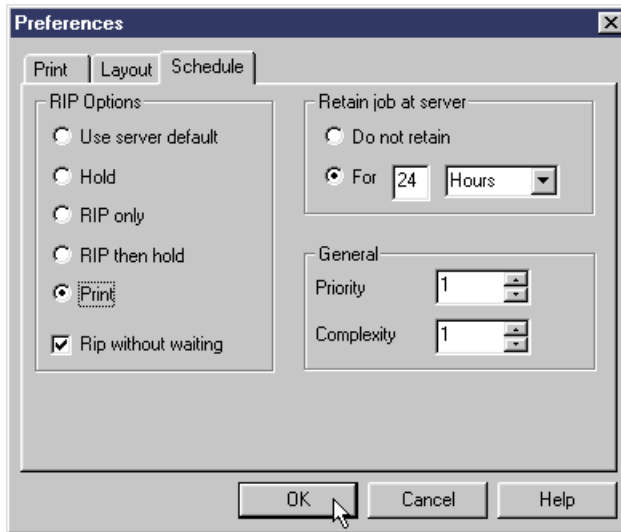 Preferences
Print Layout Schedule
RIP Options
Use server default
Hold
RIP only
RIP then hold
Print
Rip without waiting
Retain job at server
Do not retain
For 24 Hours
General
Priority 1
Complexity 1
OK Cancel Help